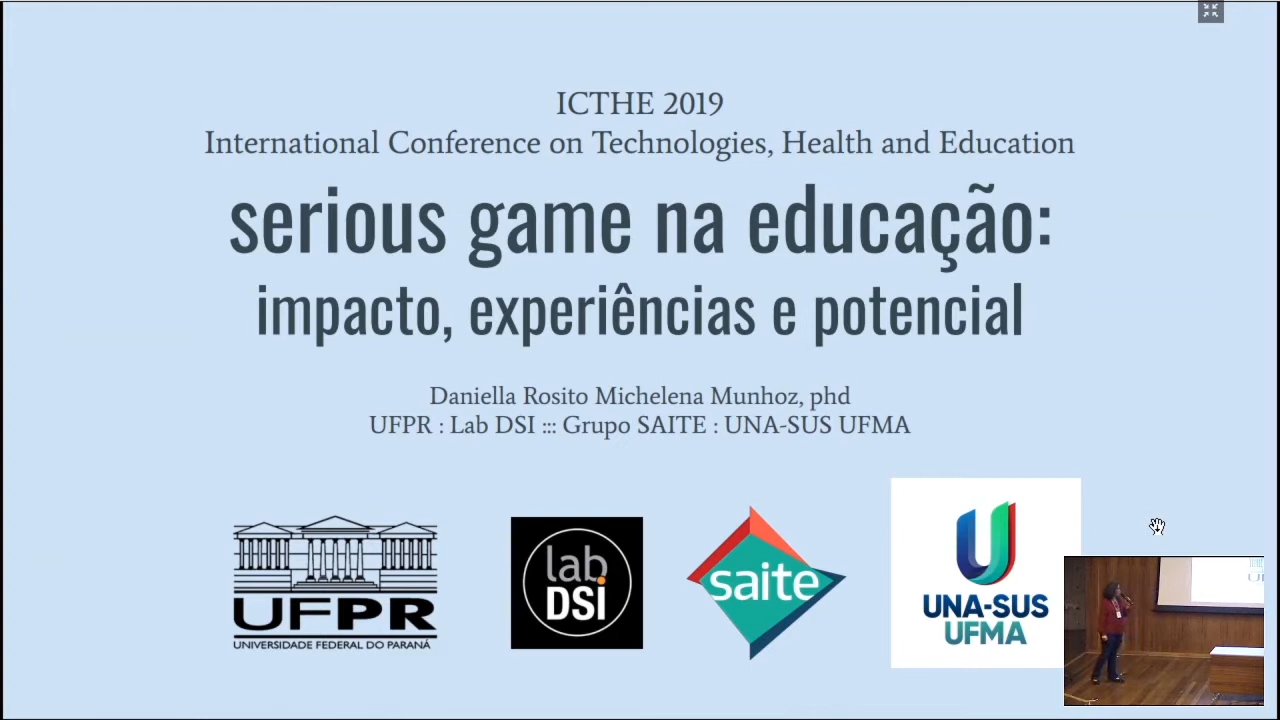 ICTHE 2019
International Conference on Technologies, Health and Education
serious game na educação:
impacto, experiências e potencial
Daniella Rosito Michelena Munhoz, phd
UFPR : Lab DSI ::: Grupo SAITE : UNA-SUS UFMA
UFPR
UNIVERSIDADE FEDERAL DO PARANÁ
lab.
DSI
saite
UNA-SUS
UFMA